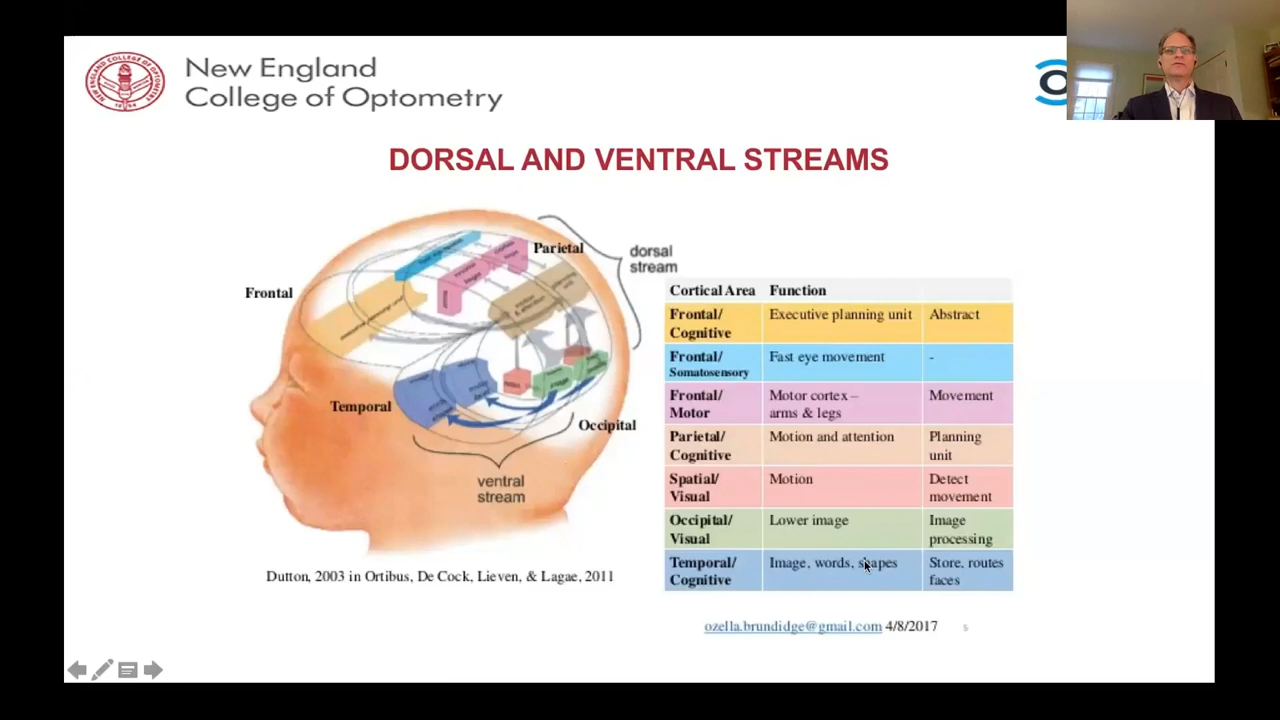 New England
College of Optometry
DORSAL AND VENTRAL STREAMS
Parietal
dorsal
stream
Frontal
Temporal
Occipital
ventral
stream
Dutton, 2003 in Ortibus, De Cock, Lieven, & Lagae, 2011
Cortical Area Function
Frontal/ Executive planning unit Abstract
Cognitive
Frontal/ Fast eye movement -
Somatosensory
Frontal/ Motor cortex – Movement
Motor arms & legs
Parietal/ Motion and attention Planning
Cognitive unit
Spatial/ Motion Detect
Visual movement
Occipital/ Lower image Image
Visual processing
Temporal/ Image, words, shapes Store, routes
Cognitive faces
ozella.brundidge@gmail.com 4/8/2017 5